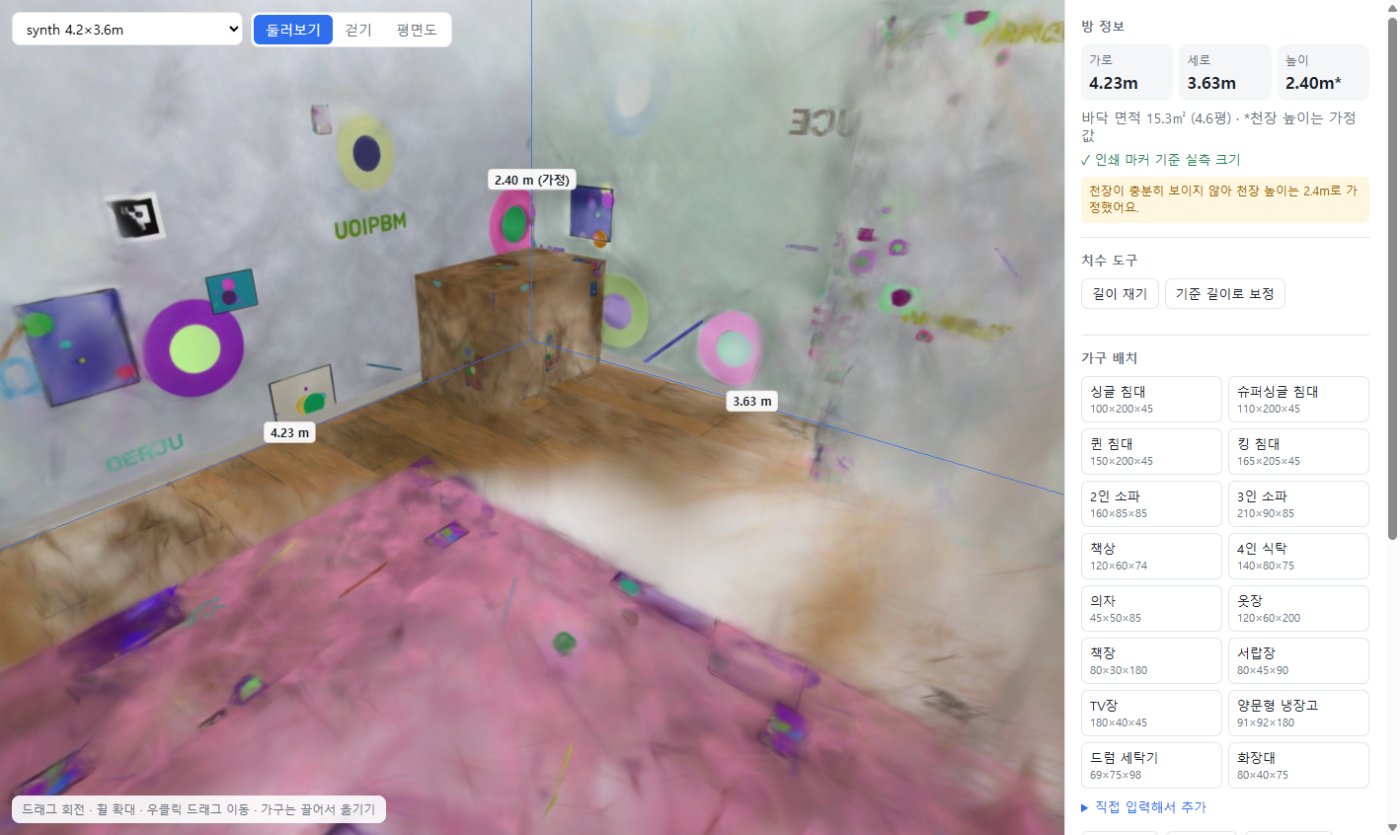 synth 4.2×3.6m
둘러보기
걷기
평면도
UOIPBM
2.40 m (가정)
4.23 m
3.63 m
DERJU
드래그 회전 · 휠 확대 · 우클릭 드래그 이동 · 가구는 끌어서 옮기기
방 정보
가로
4.23m
세로
3.63m
높이
2.40m*
바닥 면적 15.3㎡ (4.6평) · *천장 높이는 가정
값
✓ 인쇄 마커 기준 실측 크기
천장이 충분히 보이지 않아 천장 높이는 2.4m로 가
정했어요.
치수 도구
길이 재기
기준 길이로 보정
가구 배치
싱글 침대
100×200×45
슈퍼싱글 침대
110×200×45
퀸 침대
150×200×45
킹 침대
165×205×45
2인 소파
160×85×85
3인 소파
210×90×85
책상
120×60×74
4인 식탁
140×80×75
의자
45×50×85
옷장
120×60×200
책장
80×30×180
서랍장
80×45×90
TV장
180×40×45
양문형 냉장고
91×92×180
드럼 세탁기
69×75×98
화장대
80×40×75
▶ 직접 입력해서 추가